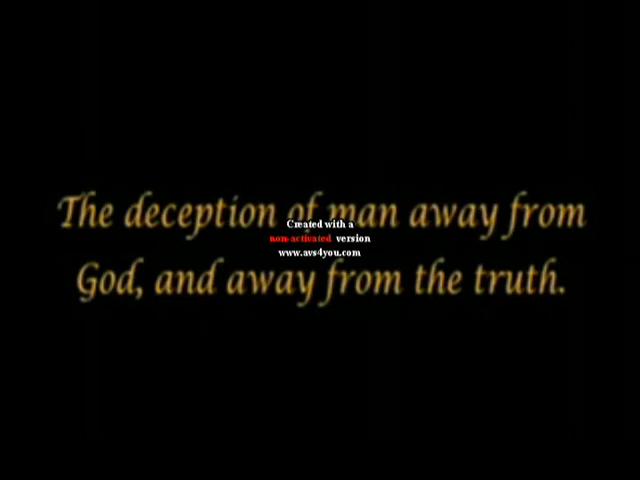 The deception of man away from
Created with a
non-activated version
www.avs4you.com
God, and away from the truth.